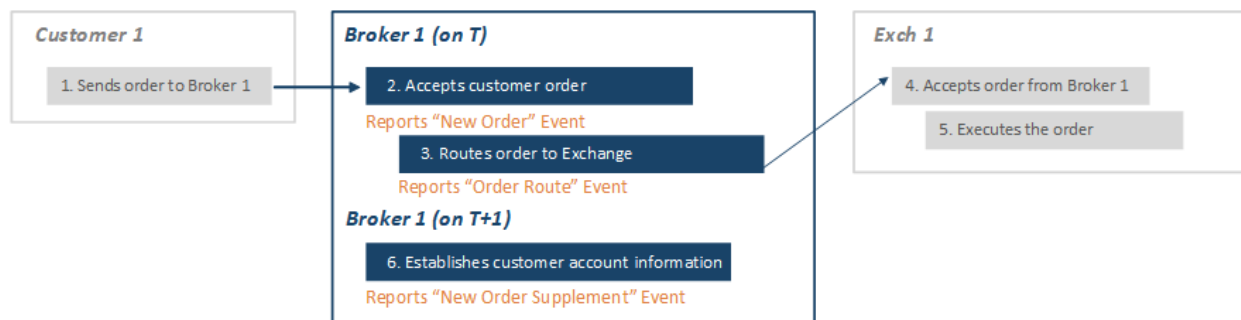 Customer 1
1. Sends order to Broker 1
Broker 1 (on T)
2. Accepts customer order
Reports “New Order” Event
3. Routes order to Exchange
Reports “Order Route” Event
Broker 1 (on T+1)
6. Establishes customer account information
Reports “New Order Supplement” Event
Exch 1
4. Accepts order from Broker 1
5. Executes the order